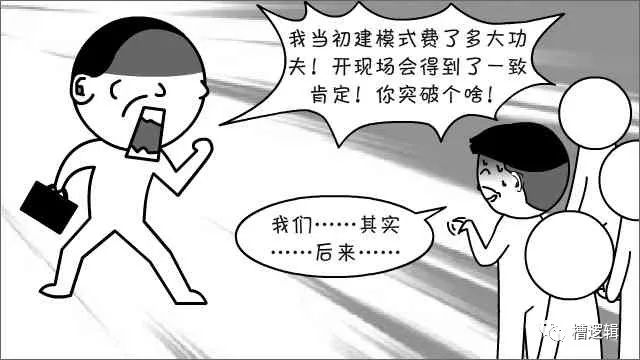 我当初建模式费了多大功
夫！开现场会得到了一致
肯定！你突破个啥！
我们……其实
……后来……
槽逻辑